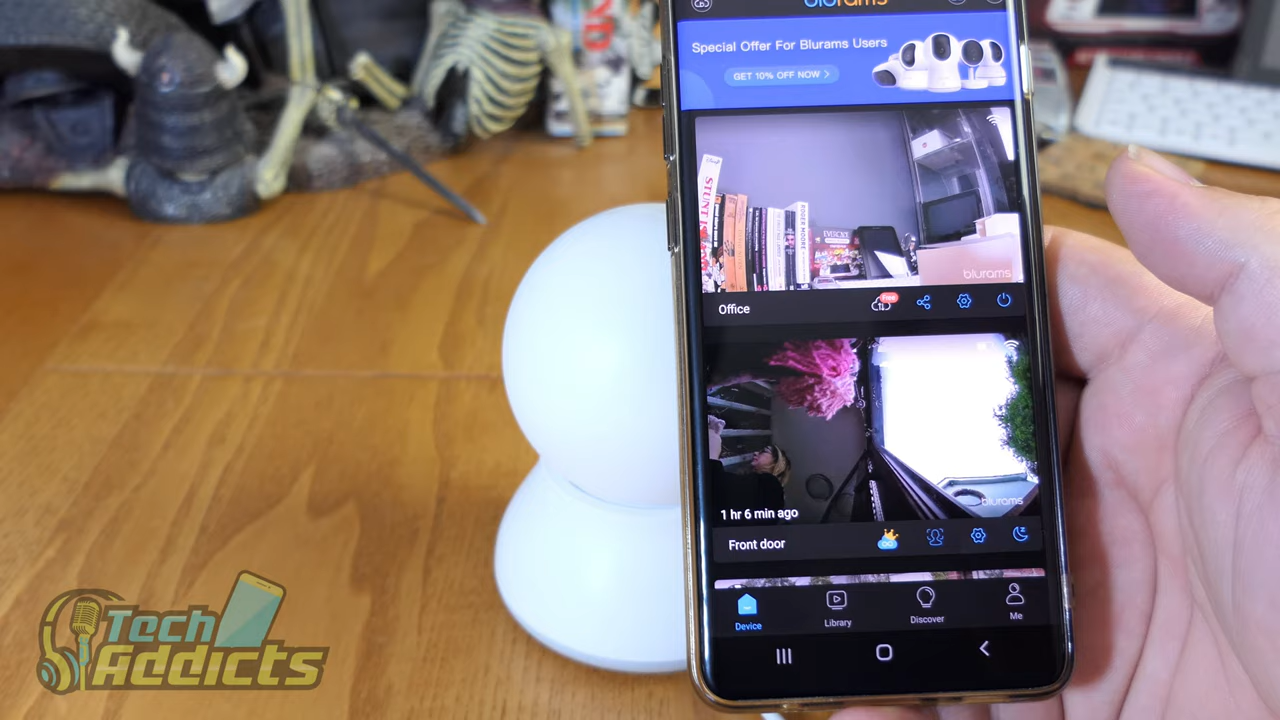 blurams
Special Offer For Blurams Users
GET 10% OFF NOW >
STUNT
ROGER MOORE
blurams
Office
Free
blurams
1 hr 6 min ago
Front door
Device
Library
Discover
Me
Tech
Addicts